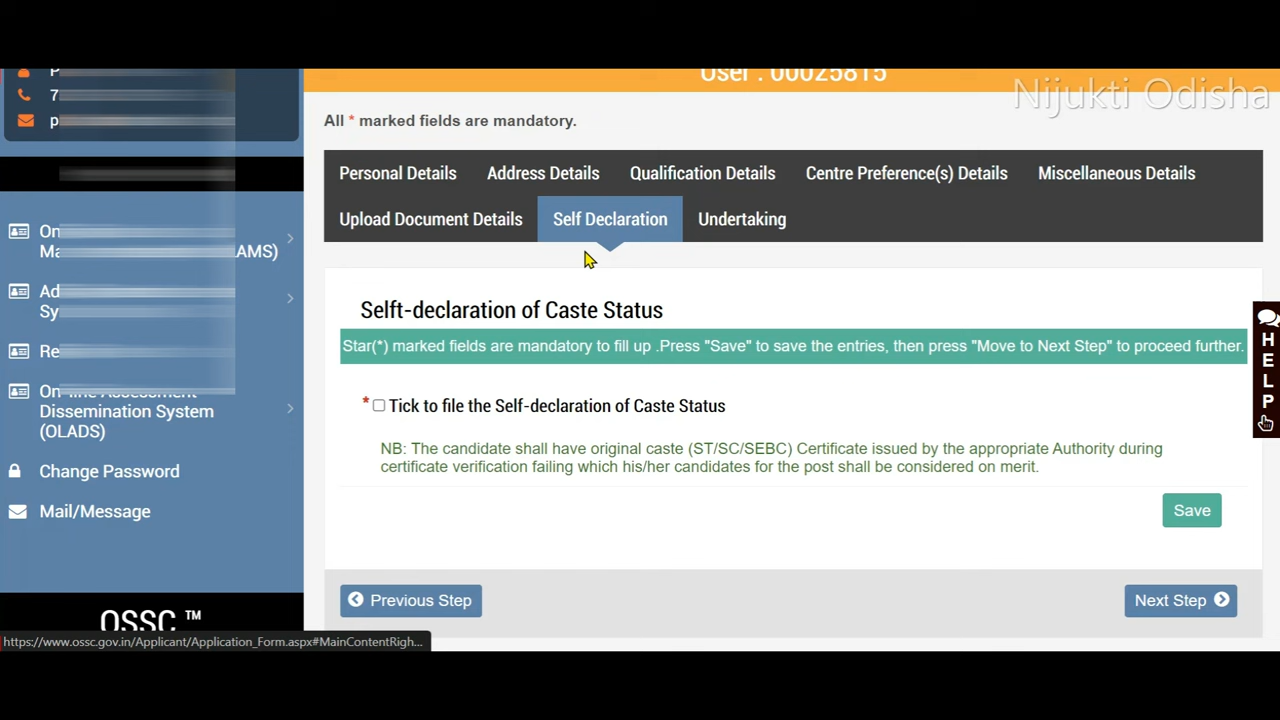 User : 00025815
Nijukti Odisha
P
7
p
All * marked fields are mandatory.
Personal Details Address Details Qualification Details Centre Preference(s) Details Miscellaneous Details
Upload Document Details Self Declaration Undertaking
On
Ma AMS)
Ad
Sy
Re
On-line Assessment
Dissemination System
(OLADS)
Change Password
Mail/Message
OSSC ™
Selft-declaration of Caste Status
Star(*) marked fields are mandatory to fill up .Press "Save" to save the entries, then press "Move to Next Step" to proceed further.
* Tick to file the Self-declaration of Caste Status
NB: The candidate shall have original caste (ST/SC/SEBC) Certificate issued by the appropriate Authority during
certificate verification failing which his/her candidates for the post shall be considered on merit.
Save
Previous Step Next Step
HELP
https://www.ossc.gov.in/Applicant/Application_Form.aspx#MainContentRigh...